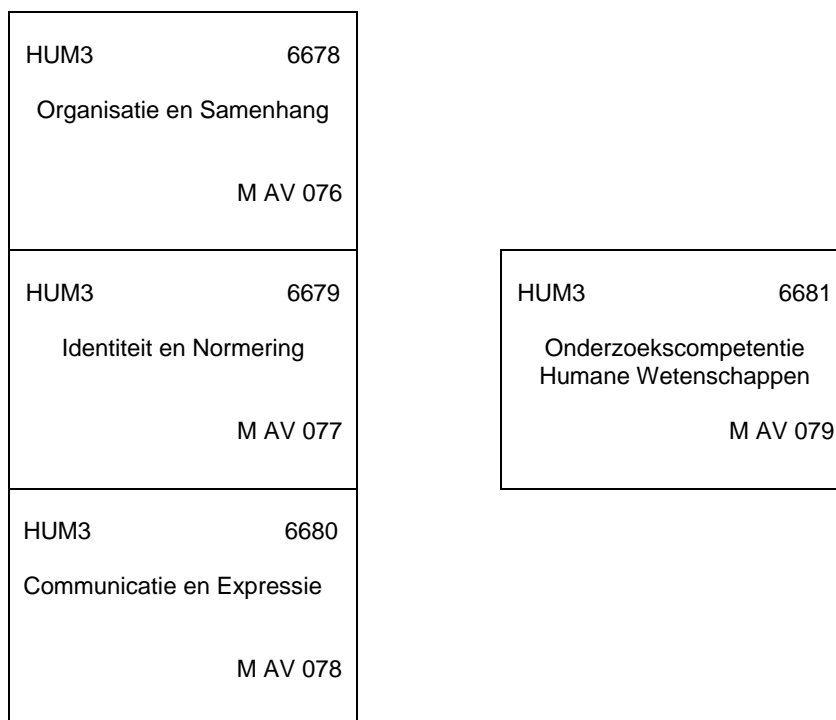 HUM3 6678
Organisatie en Samenhang
M AV 076
HUM3 6679
Identiteit en Normering
M AV 077
HUM3 6681
Onderzoekscompetentie
Humane Wetenschappen
M AV 079
HUM3 6680
Communicatie en Expressie
M AV 078